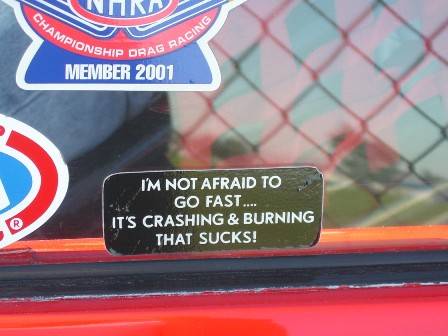 NHRA
CHAMPIONSHIP DRAG RACING
MEMBER 2001
®
I'M NOT AFRAID TO
GO FAST....
IT'S CRASHING & BURNING
THAT SUCKS!